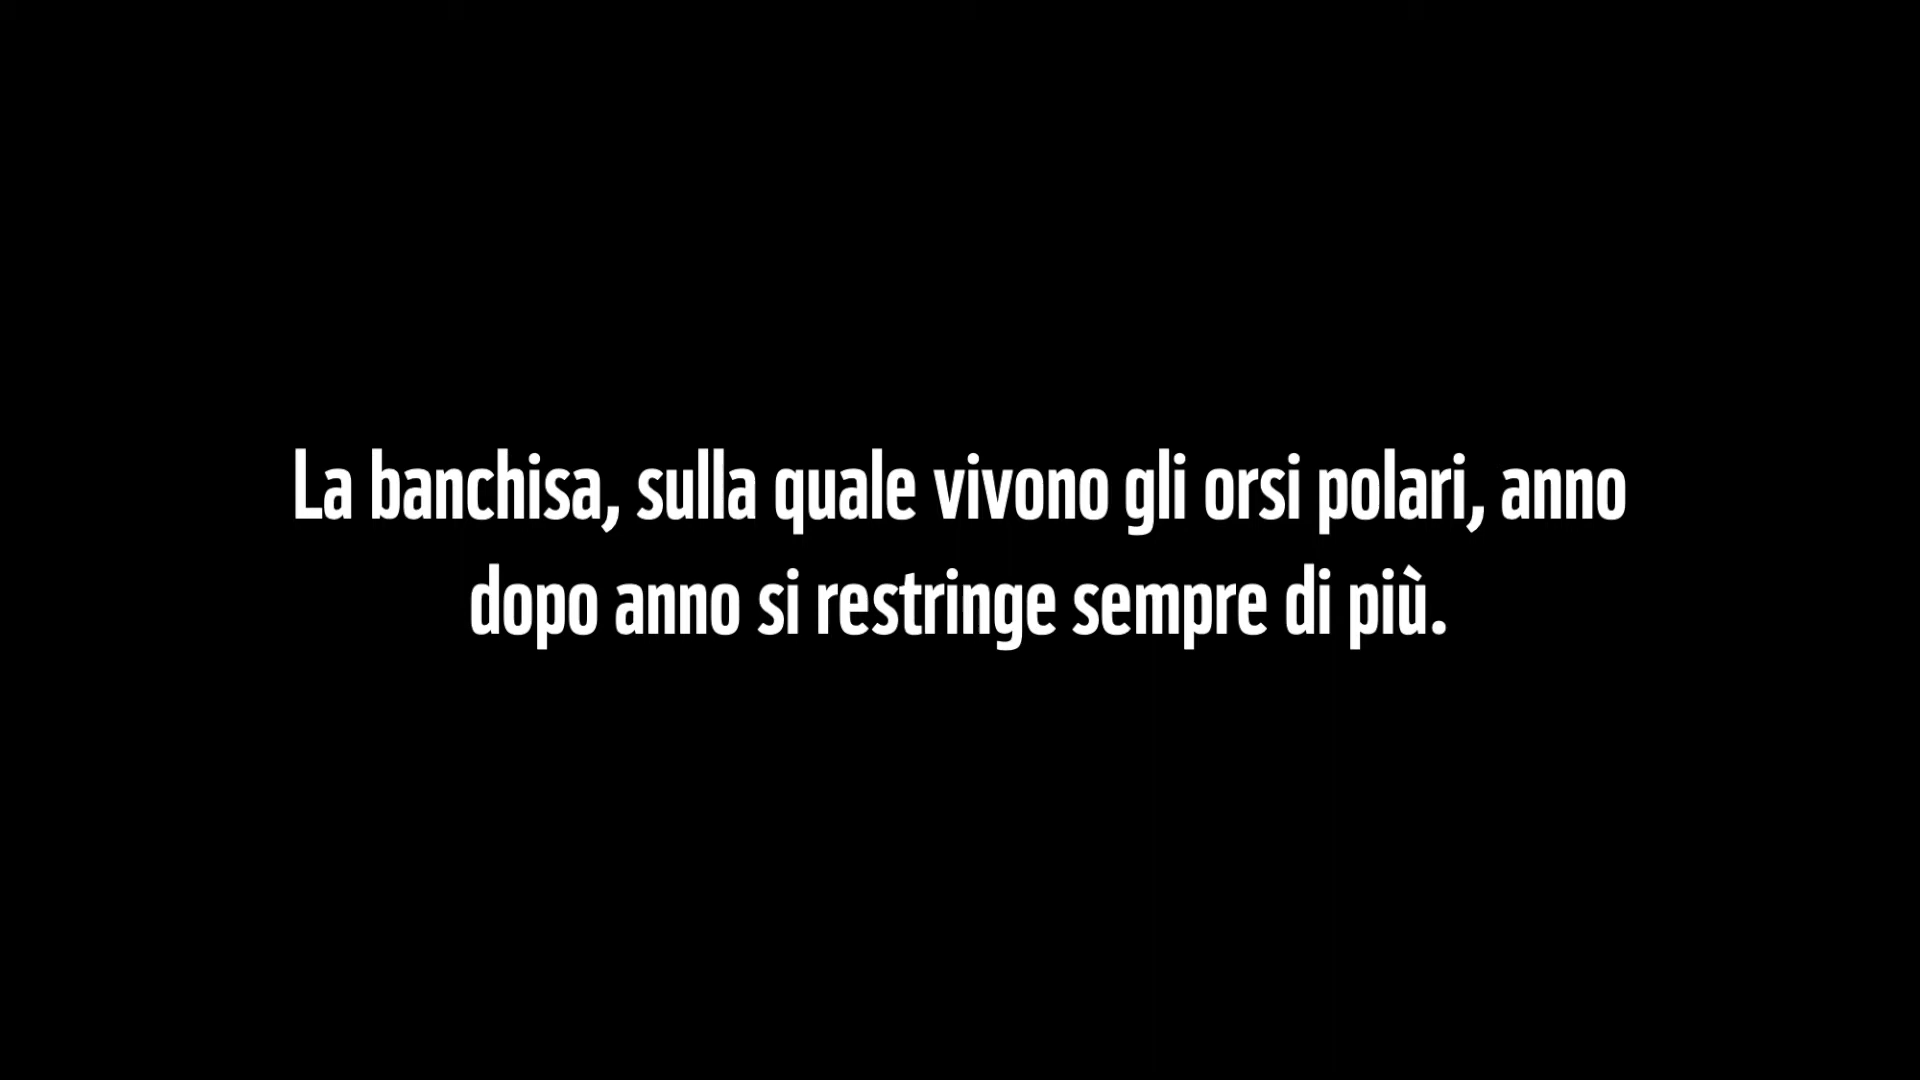 La banchisa, sulla quale vivono gli orsi polari, anno
dopo anno si restringe sempre di più.